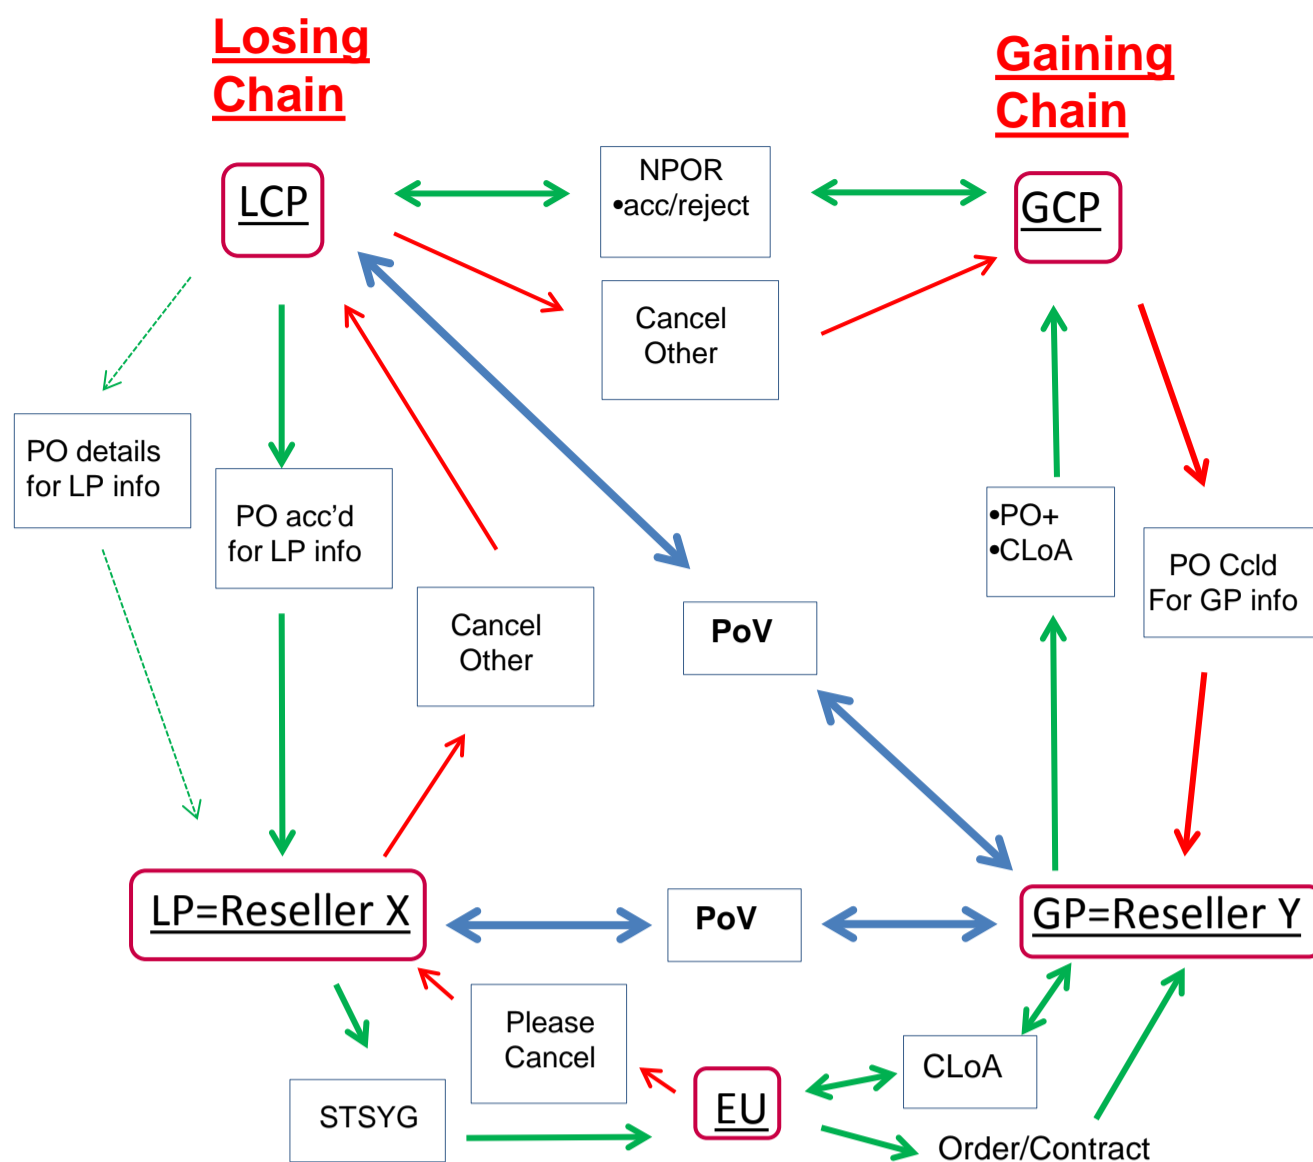 Losing
Chain
Gaining
Chain
LCP
NPOR
•acc/reject
GCP
Cancel
Other
PO details
for LP info
PO acc’d
for LP info
•PO+
•CLoA
PO Ccld
For GP info
Cancel
Other
PoV
LP=Reseller X
PoV
GP=Reseller Y
Please
Cancel
CLoA
EU
STSYG
Order/Contract